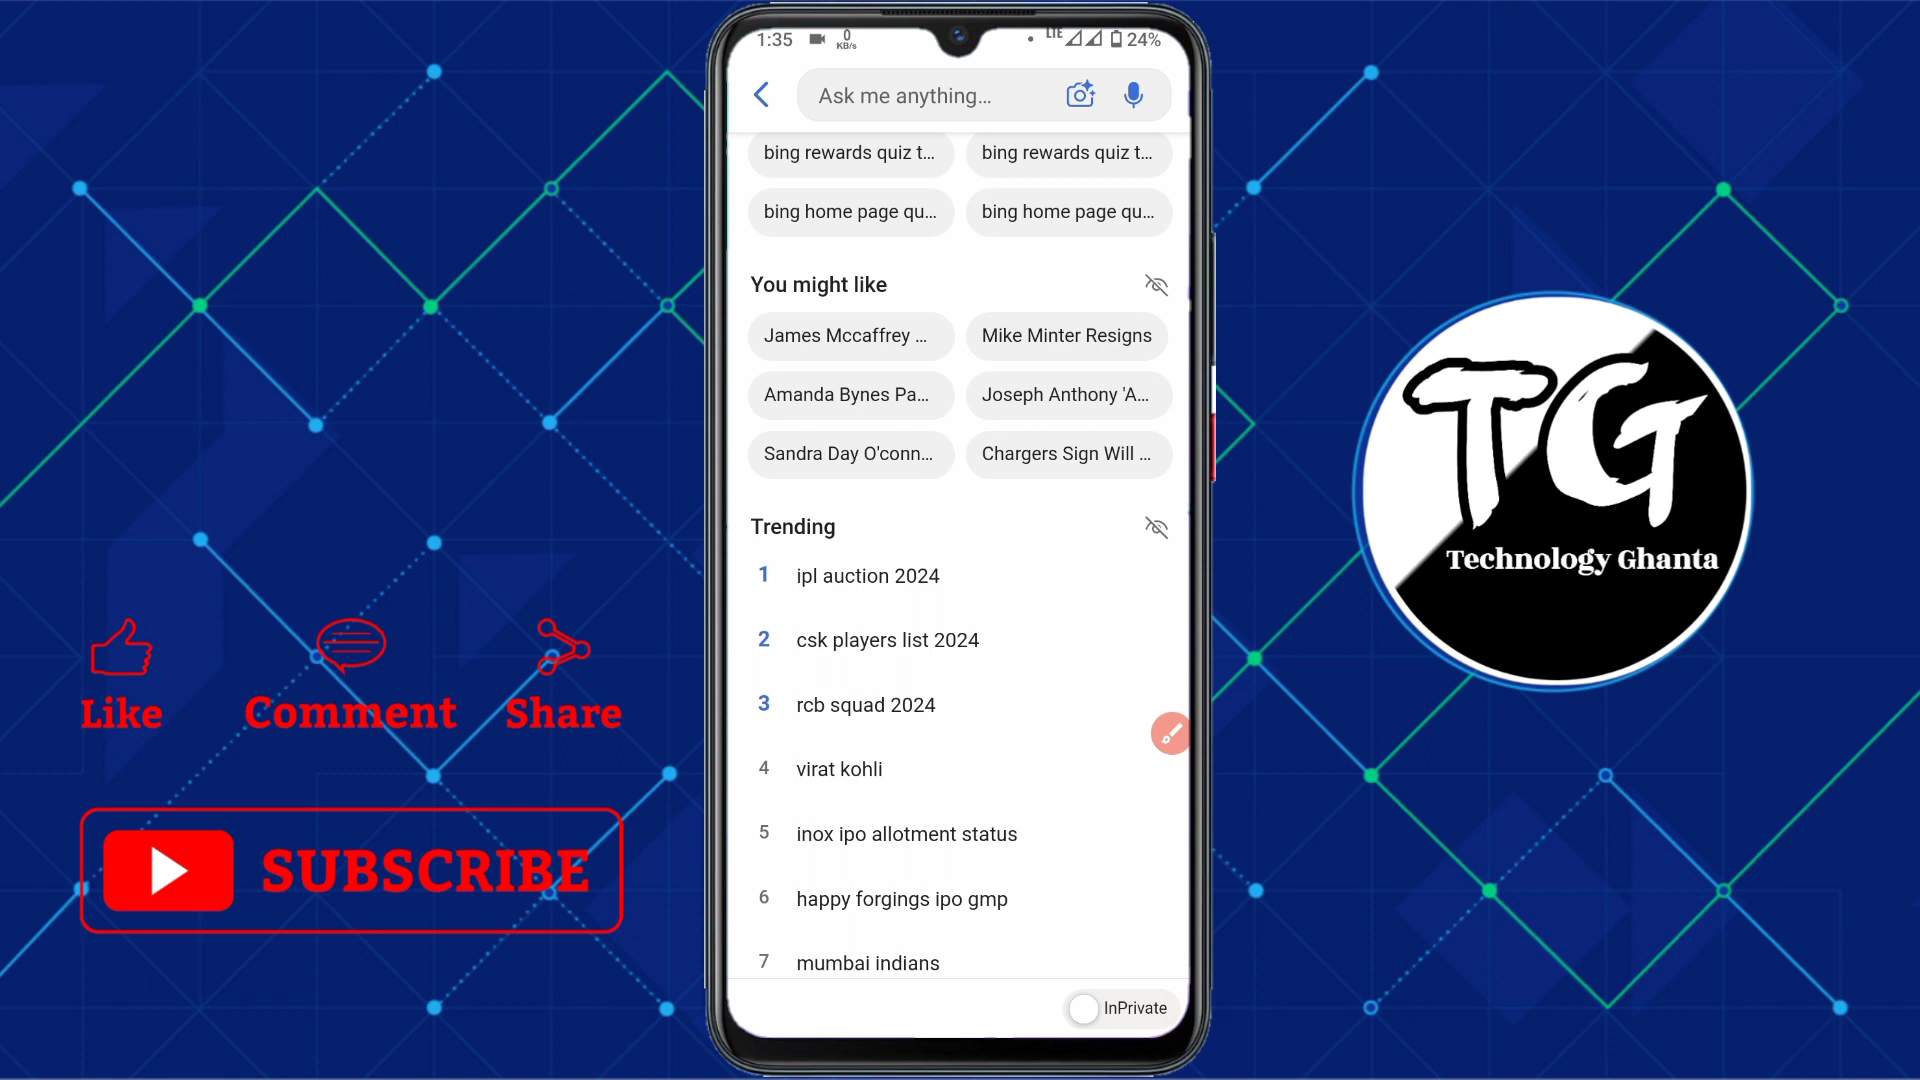 1:35
0
KB/s
LTE
24%
Ask me anything...
bing rewards quiz t...
bing rewards quiz t...
bing home page qu...
bing home page qu...
You might like
James Mccaffrey ...
Mike Minter Resigns
Amanda Bynes Pa...
Joseph Anthony 'A...
Sandra Day O'conn...
Chargers Sign Will ...
Trending
1 ipl auction 2024
2 csk players list 2024
3 rcb squad 2024
4 virat kohli
5 inox ipo allotment status
6 happy forgings ipo gmp
7 mumbai indians
InPrivate
Like
Comment
Share
SUBSCRIBE
TG
Technology Ghanta